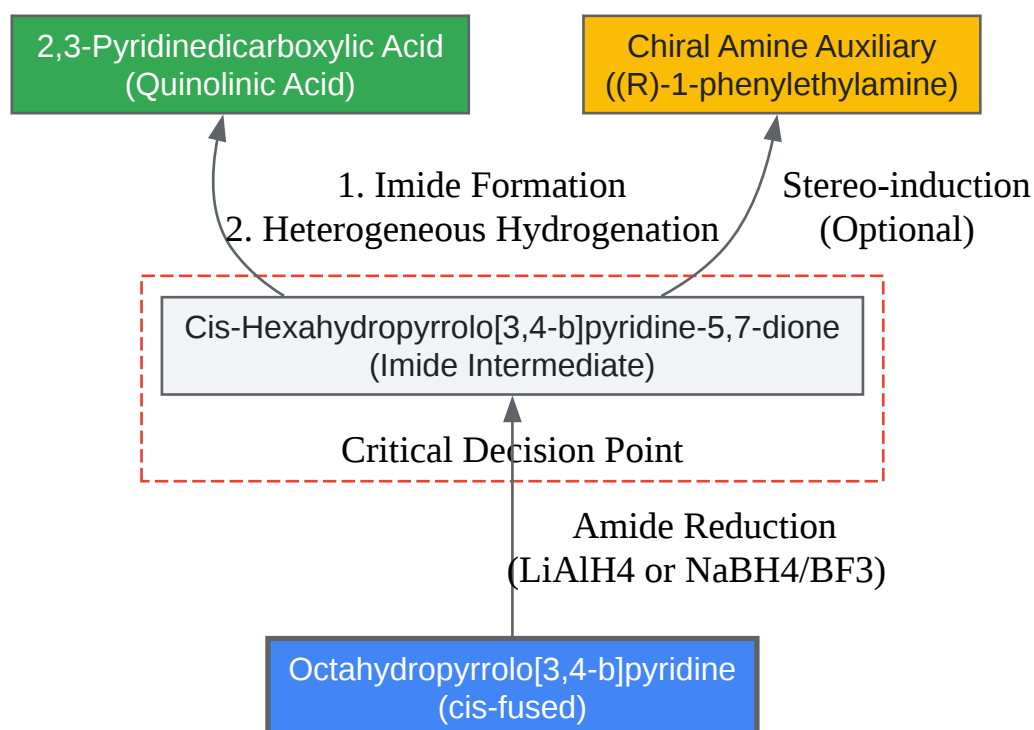 2,3-Pyridinedicarboxylic Acid
(Quinolinic Acid)
Chiral Amine Auxiliary
((R)-1-phenylethylamine)
1. Imide Formation
2. Heterogeneous Hydrogenation
Stereo-induction
(Optional)
Cis-Hexahydropyrrolo[3,4-b]pyridine-5,7-dione
(Imide Intermediate)
Critical Decision Point
Amide Reduction
(LiAlH4 or NaBH4/BF3)
Octahydropyrrolo[3,4-b]pyridine
(cis-fused)